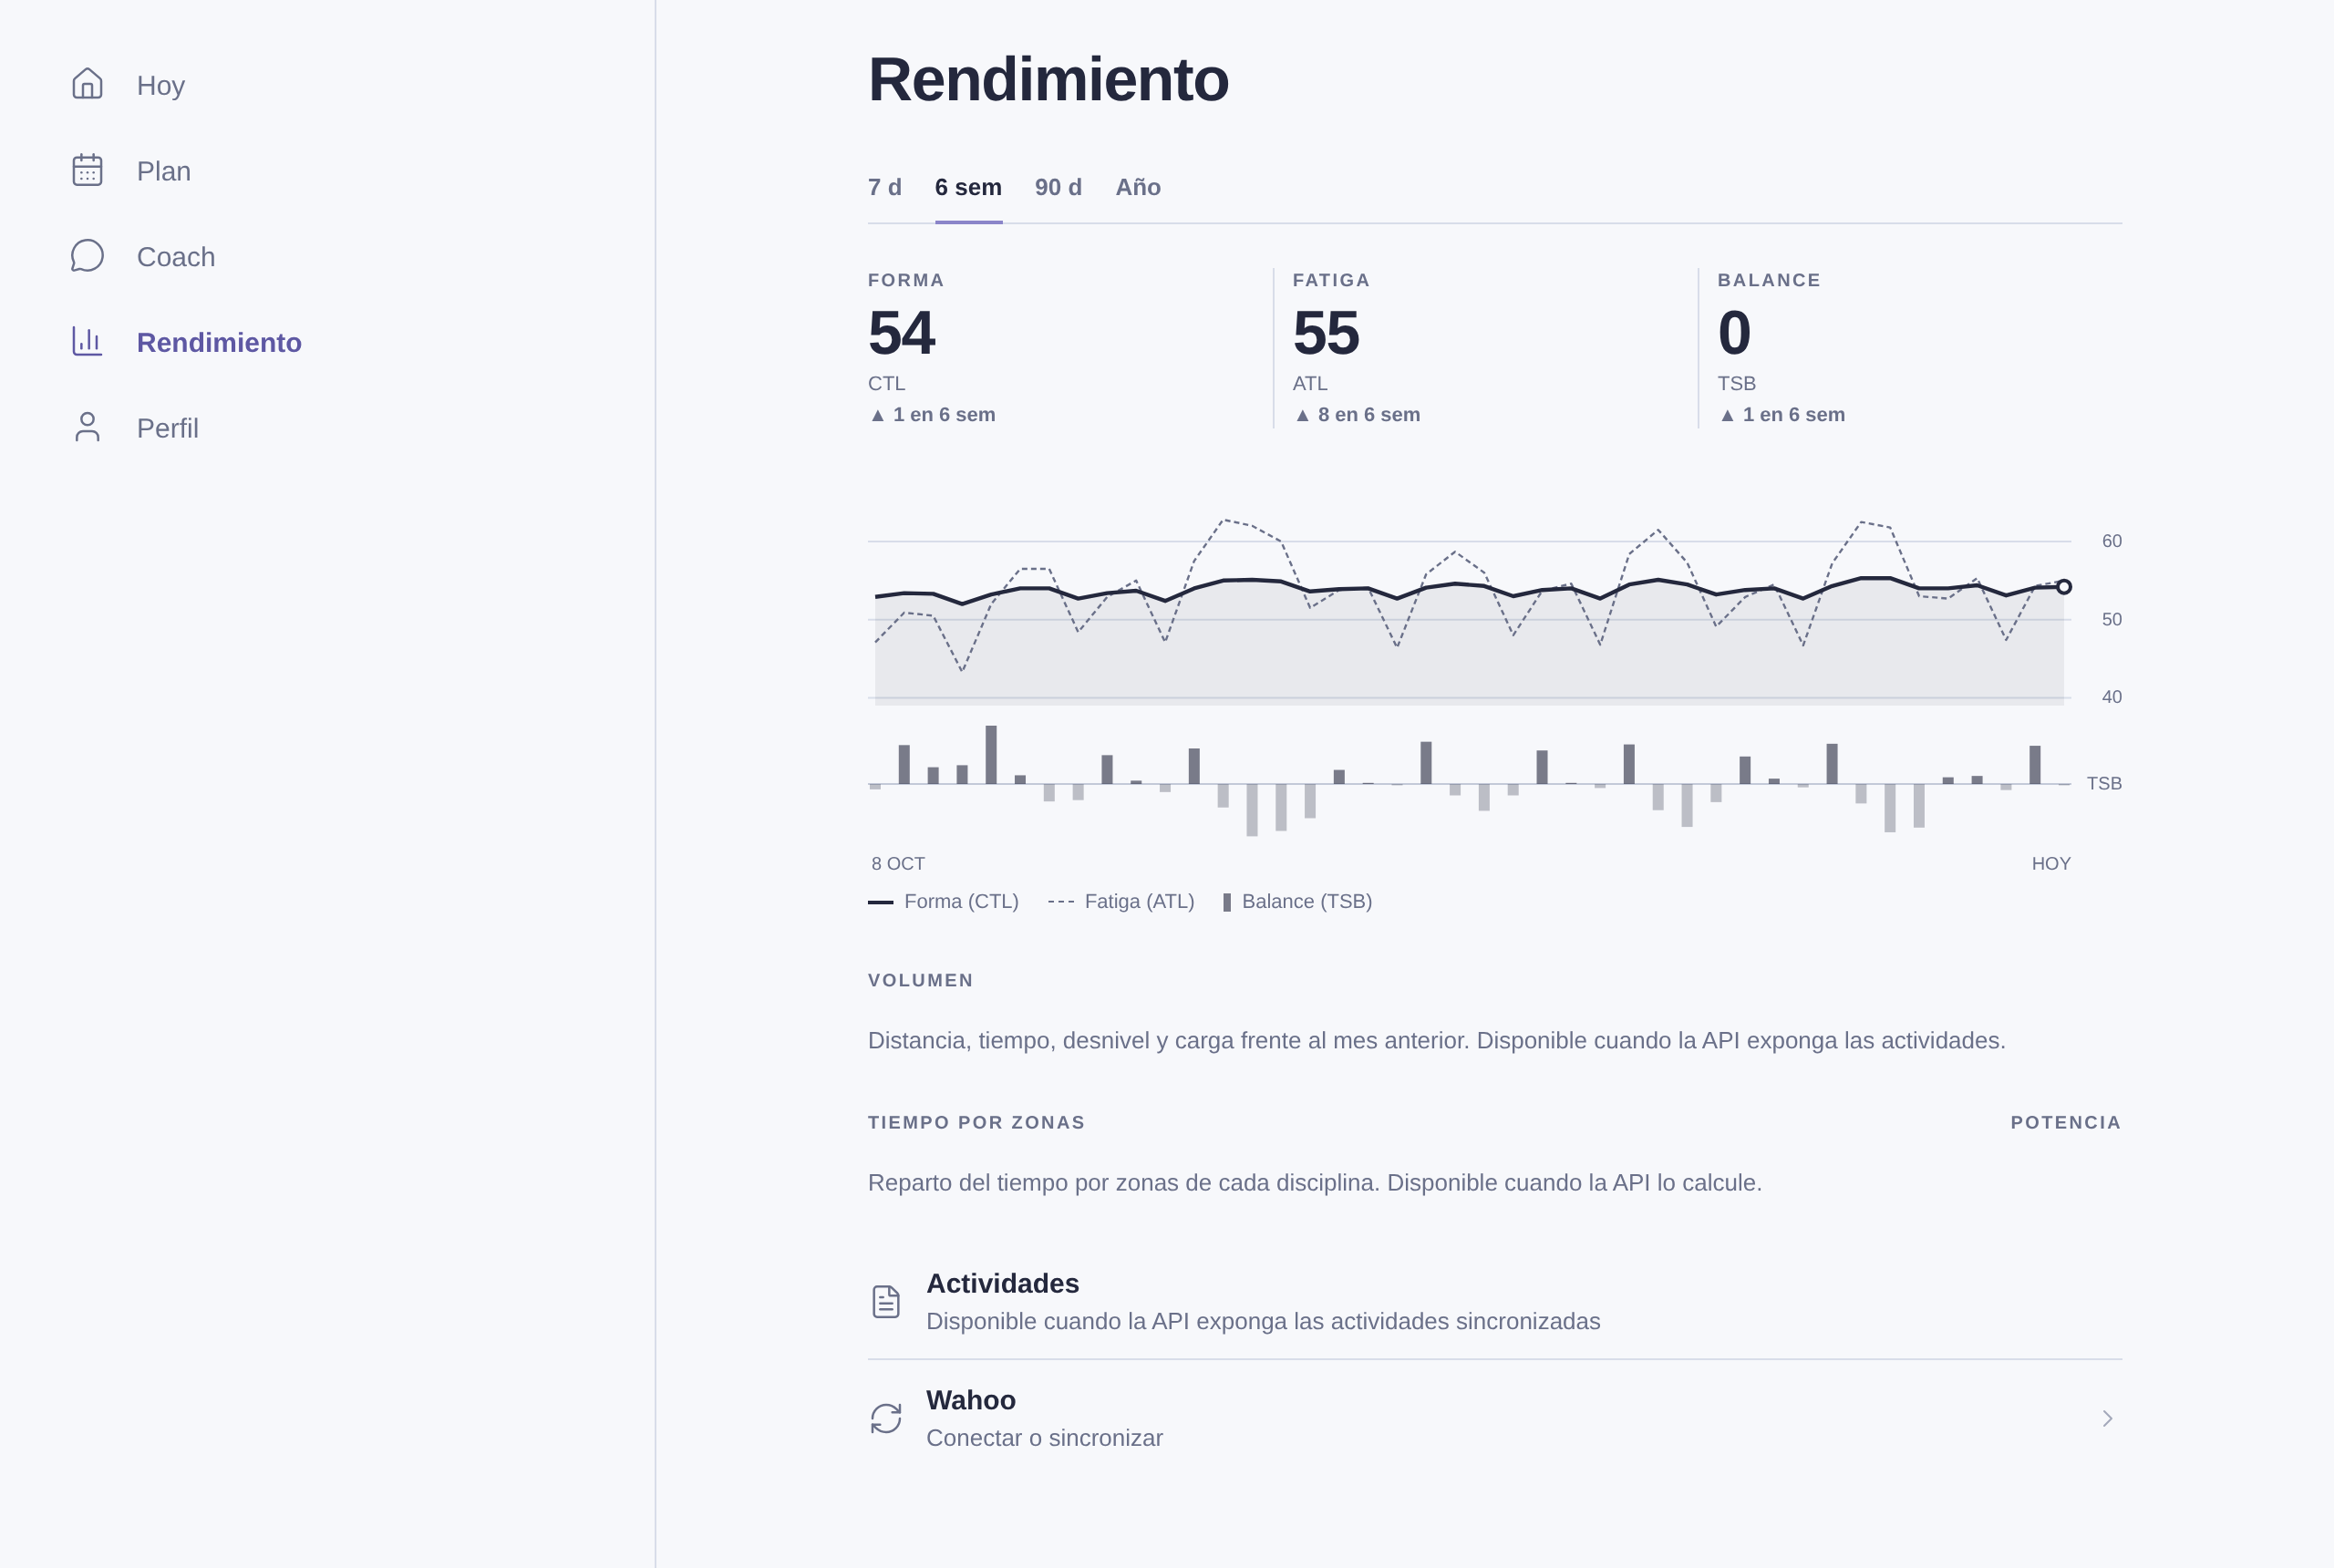 Hoy
Plan
Coach
Rendimiento
Perfil
Rendimiento
7 d 6 sem 90 d Año
FORMA
54
CTL
▲ 1 en 6 sem
FATIGA
55
ATL
▲ 8 en 6 sem
BALANCE
0
TSB
▲ 1 en 6 sem
60
50
40
TSB
8 OCT HOY
Forma (CTL) Fatiga (ATL) Balance (TSB)
VOLUMEN
Distancia, tiempo, desnivel y carga frente al mes anterior. Disponible cuando la API exponga las actividades.
TIEMPO POR ZONAS POTENCIA
Reparto del tiempo por zonas de cada disciplina. Disponible cuando la API lo calcule.
Actividades
Disponible cuando la API exponga las actividades sincronizadas
Wahoo
Conectar o sincronizar